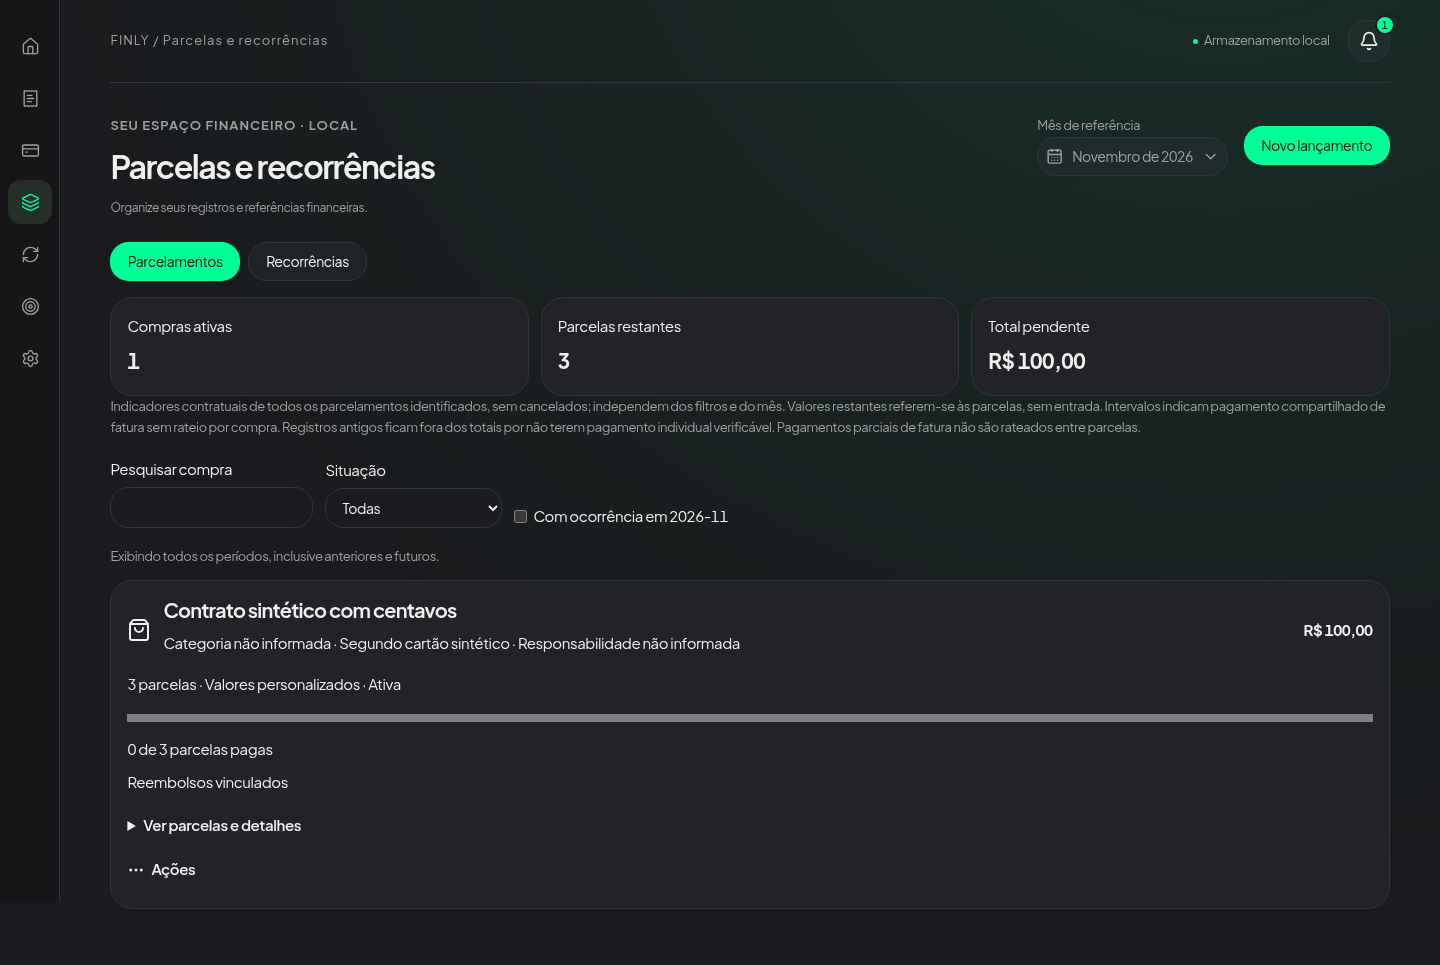 FINLY / Parcelas e recorrências
Armazenamento local
1
SEU ESPAÇO FINANCEIRO · LOCAL
Parcelas e recorrências
Organize seus registros e referências financeiras.
Mês de referência
Novembro de 2026
Novo lançamento
Parcelamentos
Recorrências
Compras ativas
1
Parcelas restantes
3
Total pendente
R$ 100,00
Indicadores contratuais de todos os parcelamentos identificados, sem cancelados; independem dos filtros e do mês. Valores restantes referem-se às parcelas, sem entrada. Intervalos indicam pagamento compartilhado de
fatura sem rateio por compra. Registros antigos ficam fora dos totais por não terem pagamento individual verificável. Pagamentos parciais de fatura não são rateados entre parcelas.
Pesquisar compra
Situação
Todas
Com ocorrência em 2026-11
Exibindo todos os períodos, inclusive anteriores e futuros.
Contrato sintético com centavos
Categoria não informada · Segundo cartão sintético · Responsabilidade não informada
R$ 100,00
3 parcelas · Valores personalizados · Ativa
0 de 3 parcelas pagas
Reembolsos vinculados
Ver parcelas e detalhes
Ações